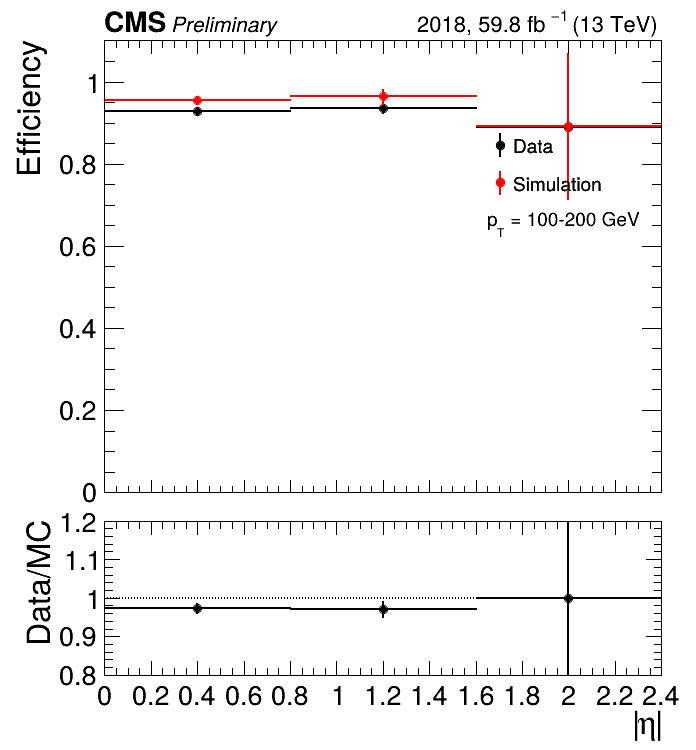 CMS Preliminary 2018, 59.8 fb⁻¹ (13 TeV)
Efficiency
1
0.8
0.6
0.4
0.2
0
Data
Simulation
p_T = 100-200 GeV
Data/MC
1.2
1.1
1
0.9
0.8
0 0.2 0.4 0.6 0.8 1 1.2 1.4 1.6 1.8 2 2.2 2.4
|η|